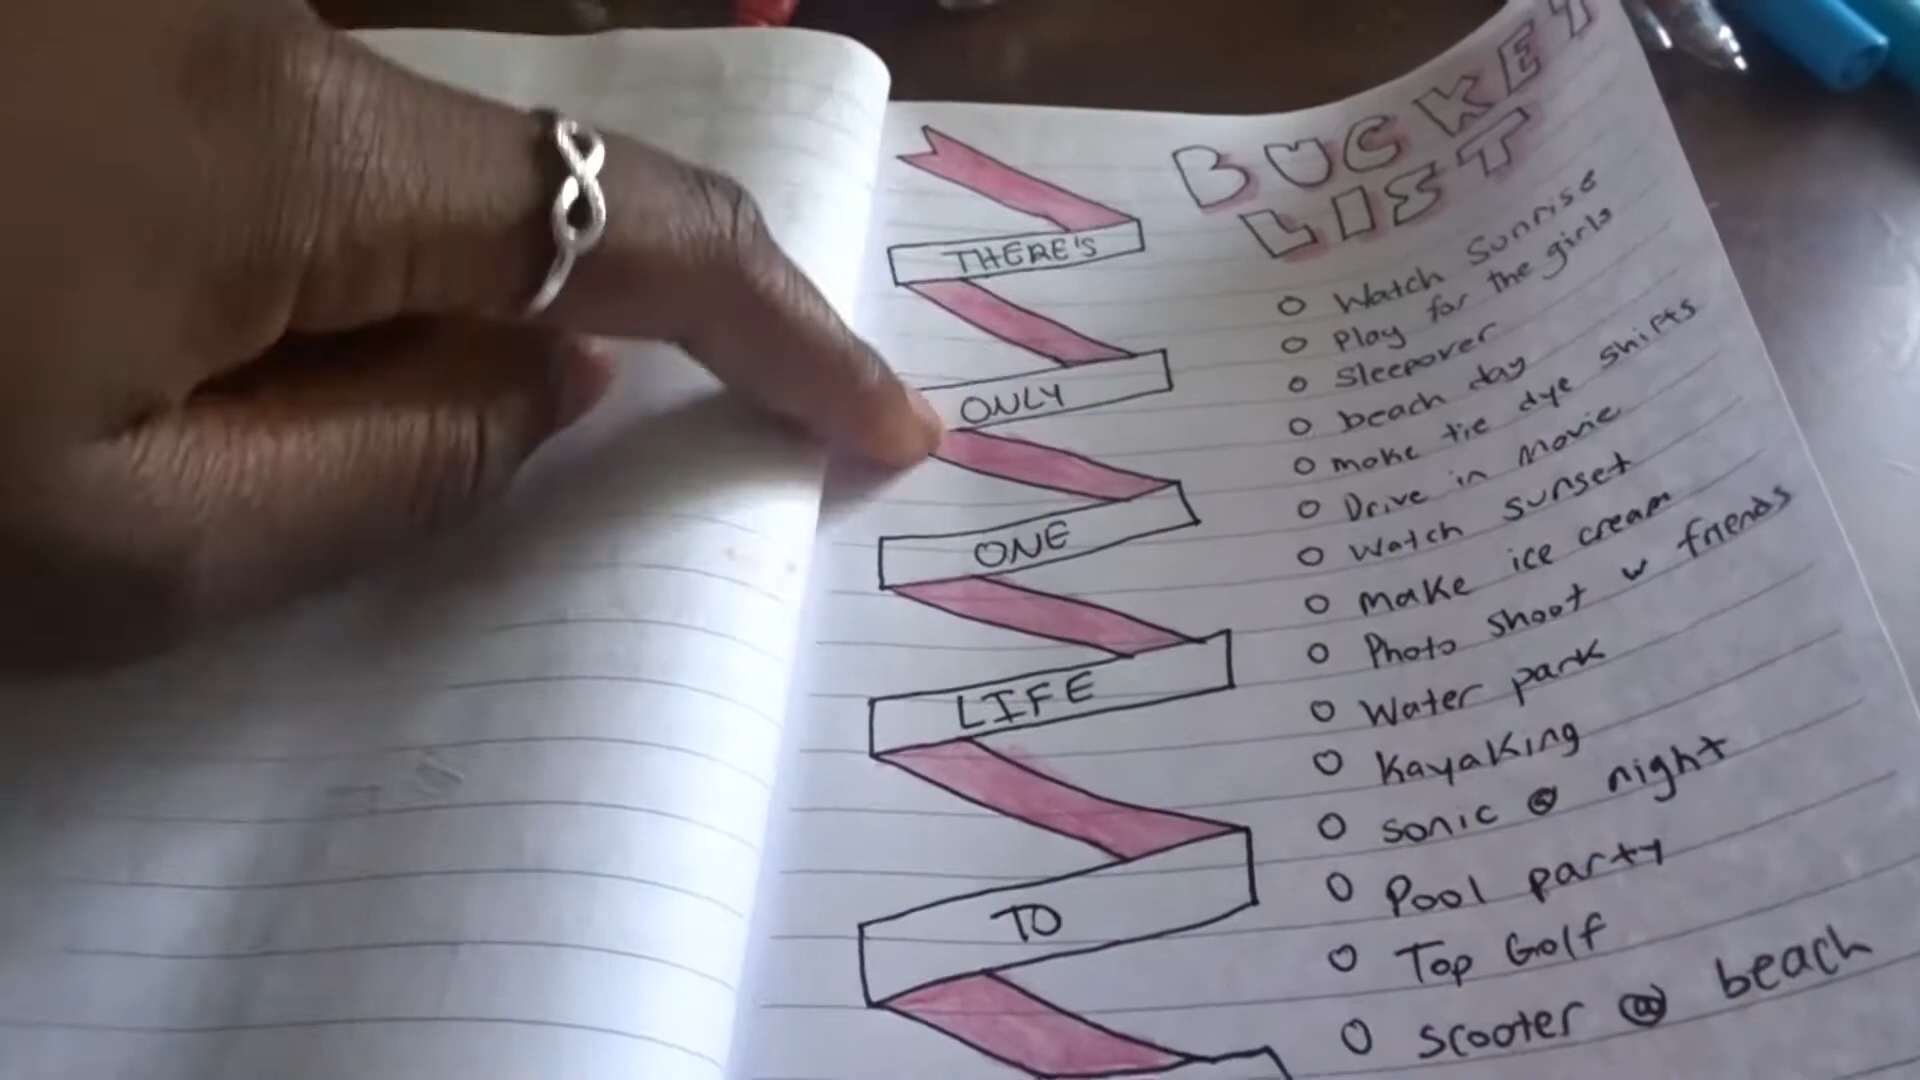 THERE'S
ONLY
ONE
LIFE
TO
BUCKET
LIST
Watch Sunrise
Play for the girls
Sleepover
beach day
make tie dye shirts
Drive in movie
Watch sunset
make ice cream
Photo shoot w friends
Water park
Kayaking
sonic @ night
Pool party
Top Golf
scooter @ beach